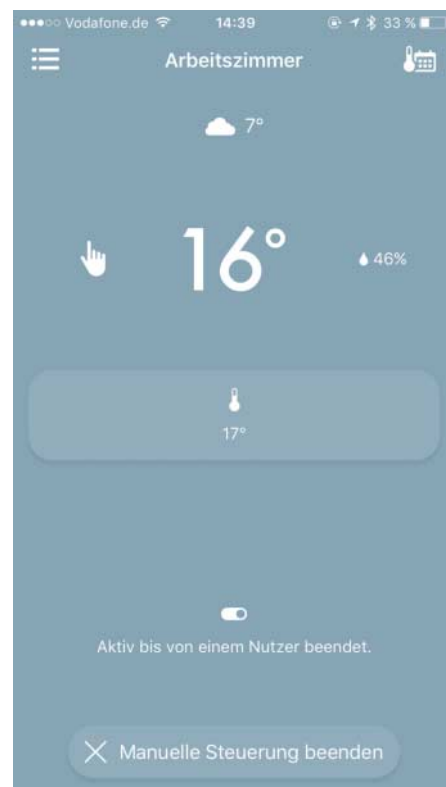 Vodafone.de 14:39 33 %
Arbeitszimmer
7°
16°
46%
17°
Aktiv bis von einem Nutzer beendet.
Manuelle Steuerung beenden